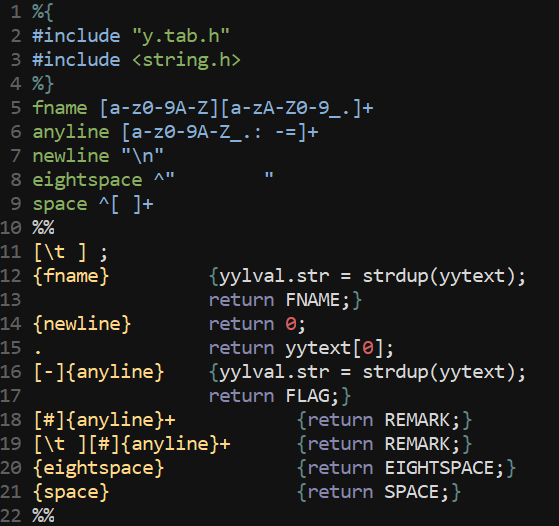 1 %{
2 #include "y.tab.h"
3 #include <string.h>
4 %}
5 fname [a-z0-9A-Z][a-zA-Z0-9_.]+
6 anyline [a-z0-9A-Z_.: -=]+
7 newline "\n"
8 eightspace ^"        "
9 space ^[ ]+
10 %%
11 [\t ] ;
12 {fname}        {yylval.str = strdup(yytext);
13                return FNAME;}
14 {newline}      return 0;
15 .              return yytext[0];
16 [-]{anyline}   {yylval.str = strdup(yytext);
17                return FLAG;}
18 [#]{anyline}+          {return REMARK;}
19 [\t ][#]{anyline}+     {return REMARK;}
20 {eightspace}           {return EIGHTSPACE;}
21 {space}                {return SPACE;}
22 %%